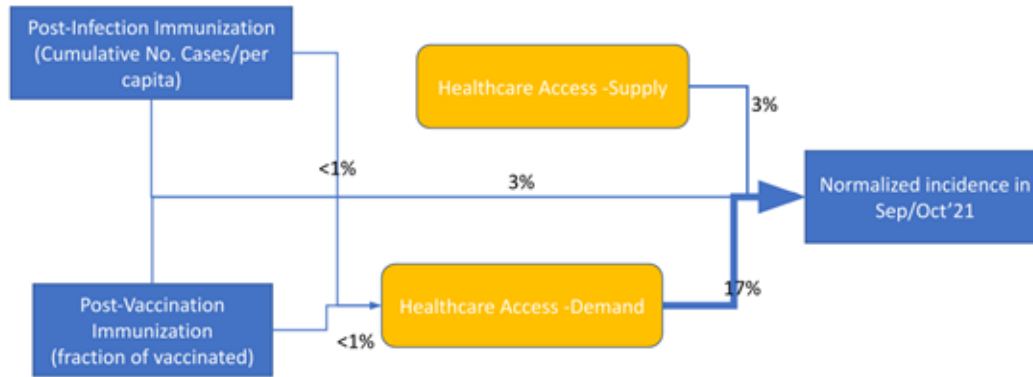 Post-Infection Immunization
(Cumulative No. Cases/per
capita)
Healthcare Access -Supply
3%
<1%
3%
Normalized incidence in
Sep/Oct'21
Post-Vaccination
Immunization
(fraction of vaccinated)
<1%
Healthcare Access -Demand
17%